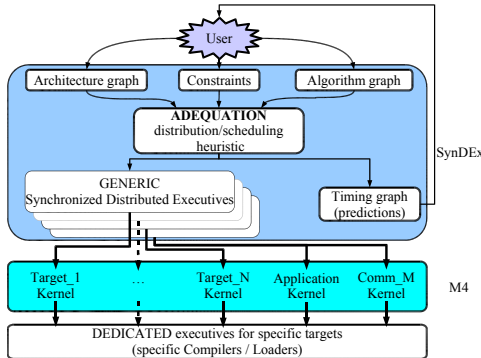 User
Architecture graph
Constraints
Algorithm graph
ADEQUATION
distribution/scheduling
heuristic
SynDEx
GENERIC
Synchronized Distributed Executives
Timing graph
(predictions)
Target_1
Kernel
...
Target_N
Kernel
Application
Kernel
Comm_M
Kernel
M4
DEDICATED executives for specific targets
(specific Compilers / Loaders)